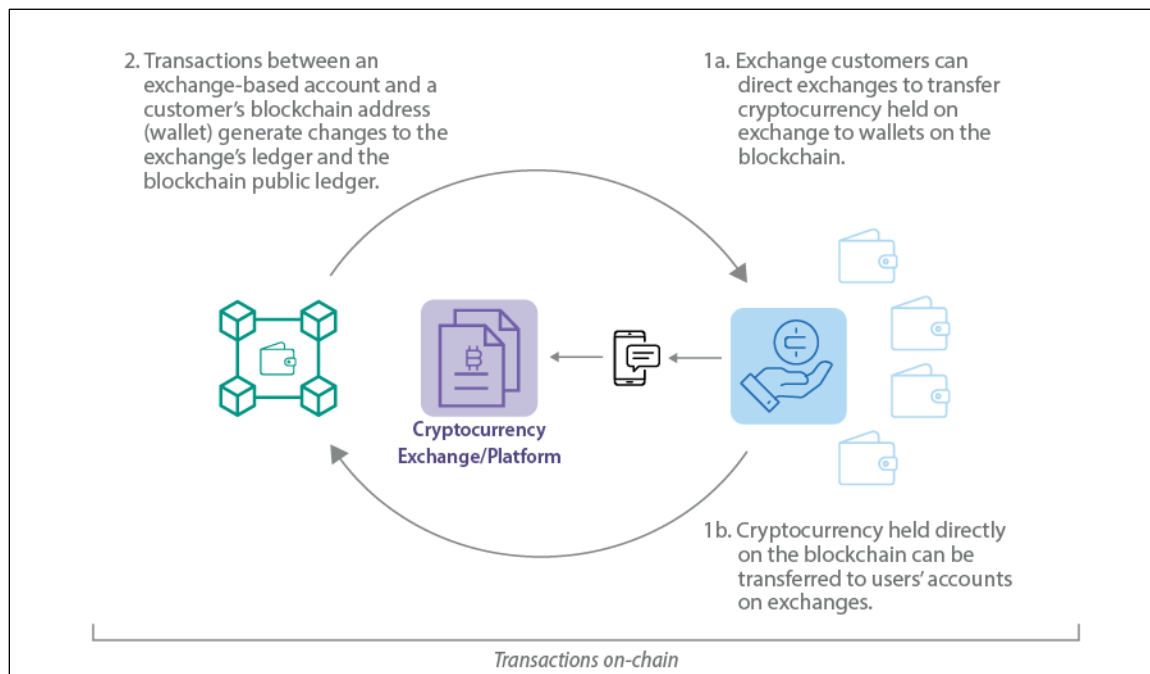 2. Transactions between an
exchange-based account and a
customer's blockchain address
(wallet) generate changes to the
exchange's ledger and the
blockchain public ledger.
1a. Exchange customers can
direct exchanges to transfer
cryptocurrency held on
exchange to wallets on the
blockchain.
Cryptocurrency
Exchange/Platform
1b. Cryptocurrency held directly
on the blockchain can be
transferred to users' accounts
on exchanges.
Transactions on-chain